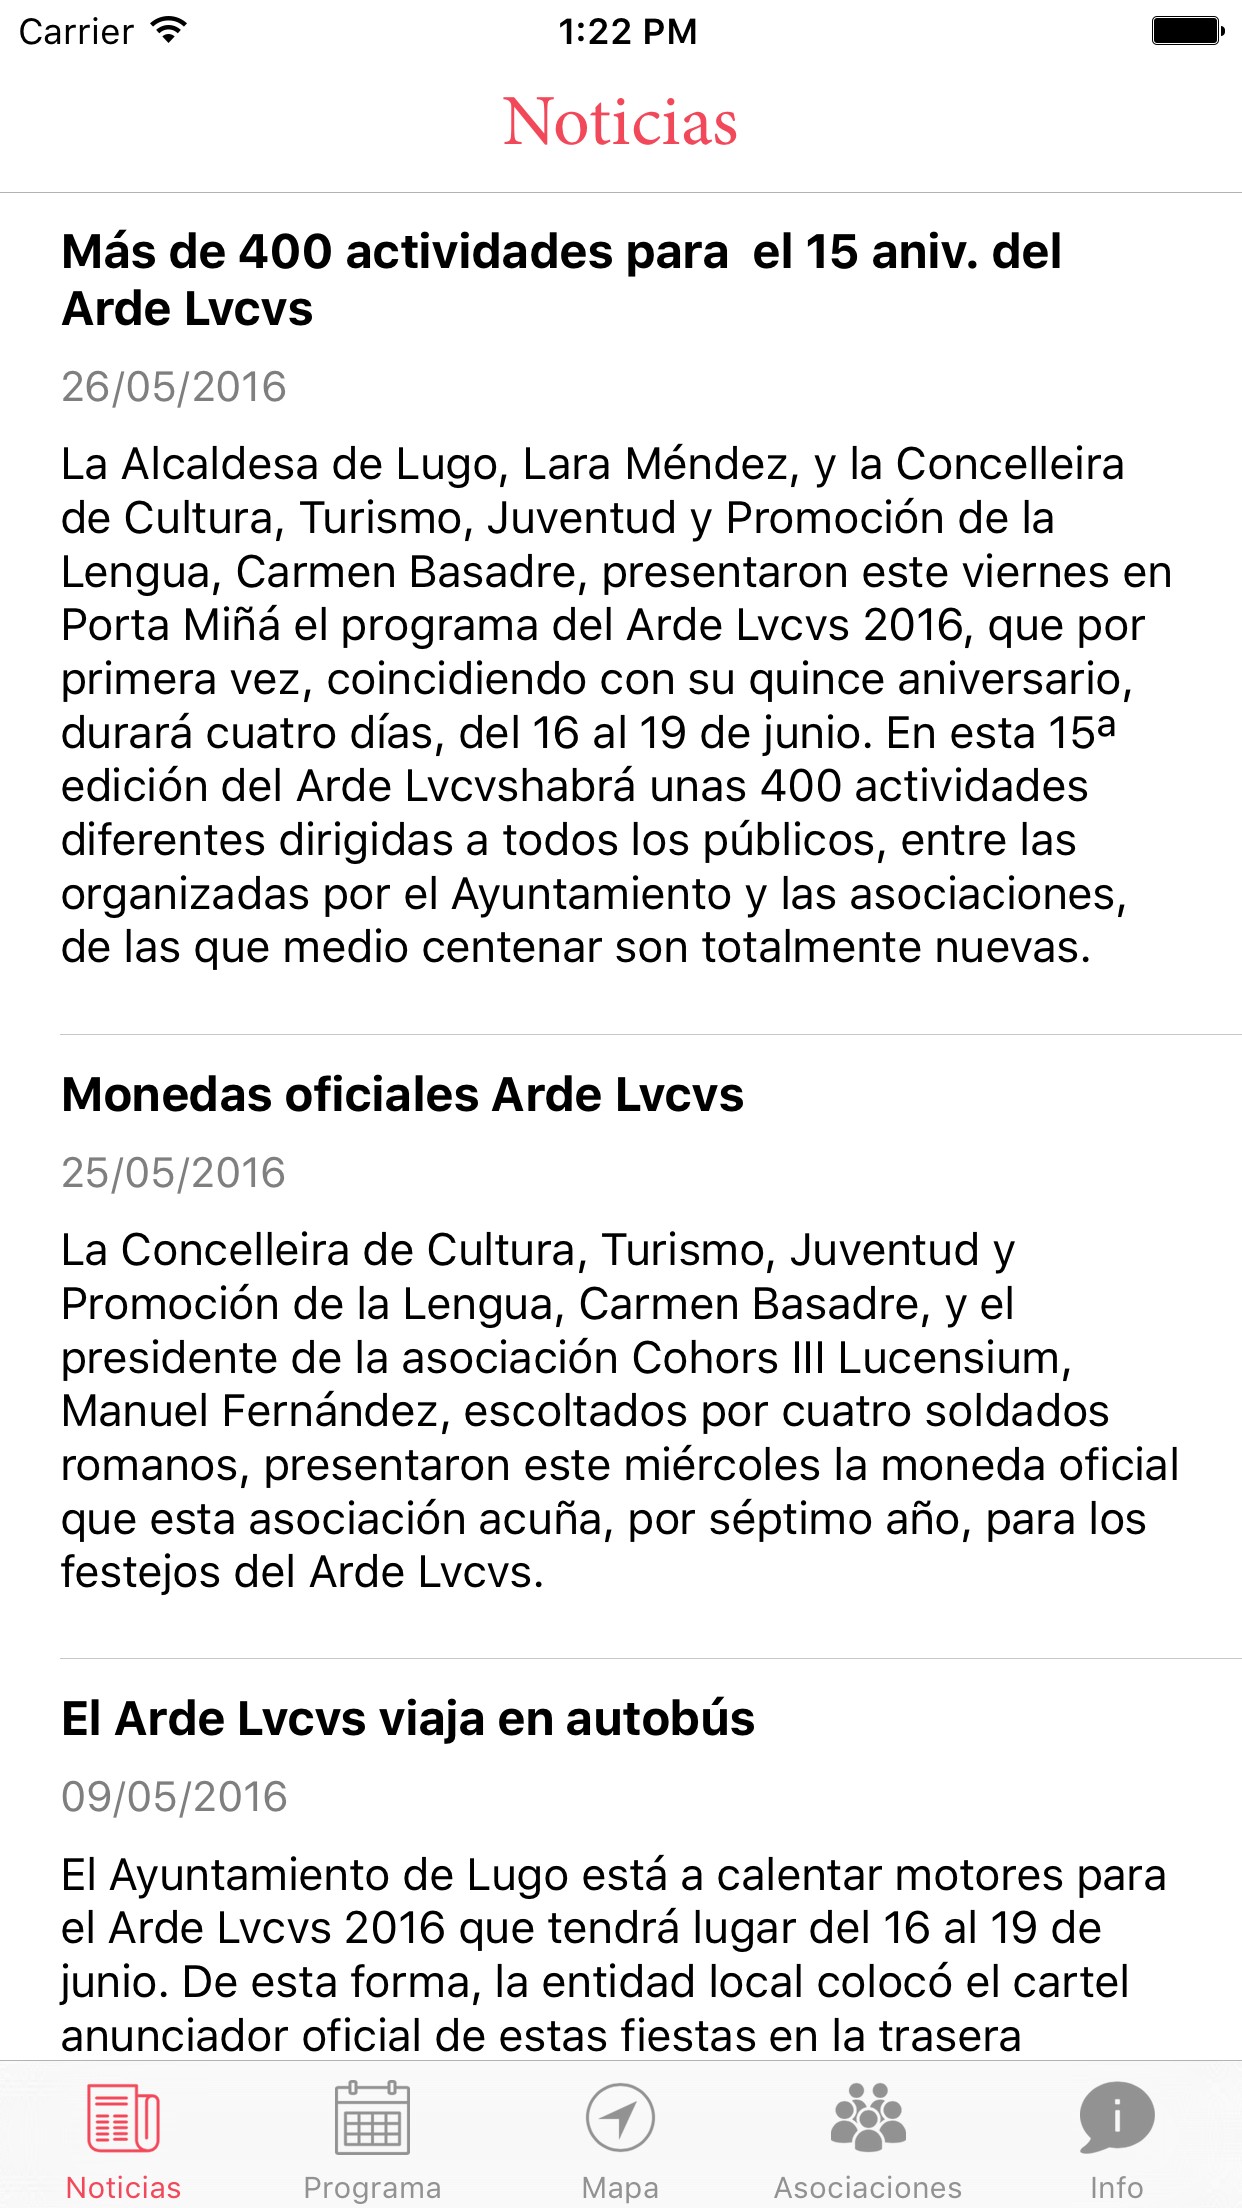 Carrier
1:22 PM
Noticias
Más de 400 actividades para  el 15 aniv. del
Arde Lvcvs
26/05/2016
La Alcaldesa de Lugo, Lara Méndez, y la Concelleira
de Cultura, Turismo, Juventud y Promoción de la
Lengua, Carmen Basadre, presentaron este viernes en
Porta Miñá el programa del Arde Lvcvs 2016, que por
primera vez, coincidiendo con su quince aniversario,
durará cuatro días, del 16 al 19 de junio. En esta 15ª
edición del Arde Lvcvshabrá unas 400 actividades
diferentes dirigidas a todos los públicos, entre las
organizadas por el Ayuntamiento y las asociaciones,
de las que medio centenar son totalmente nuevas.
Monedas oficiales Arde Lvcvs
25/05/2016
La Concelleira de Cultura, Turismo, Juventud y
Promoción de la Lengua, Carmen Basadre, y el
presidente de la asociación Cohors III Lucensium,
Manuel Fernández, escoltados por cuatro soldados
romanos, presentaron este miércoles la moneda oficial
que esta asociación acuña, por séptimo año, para los
festejos del Arde Lvcvs.
El Arde Lvcvs viaja en autobús
09/05/2016
El Ayuntamiento de Lugo está a calentar motores para
el Arde Lvcvs 2016 que tendrá lugar del 16 al 19 de
junio. De esta forma, la entidad local colocó el cartel
anunciador oficial de estas fiestas en la trasera
Noticias
Programa
Mapa
Asociaciones
Info